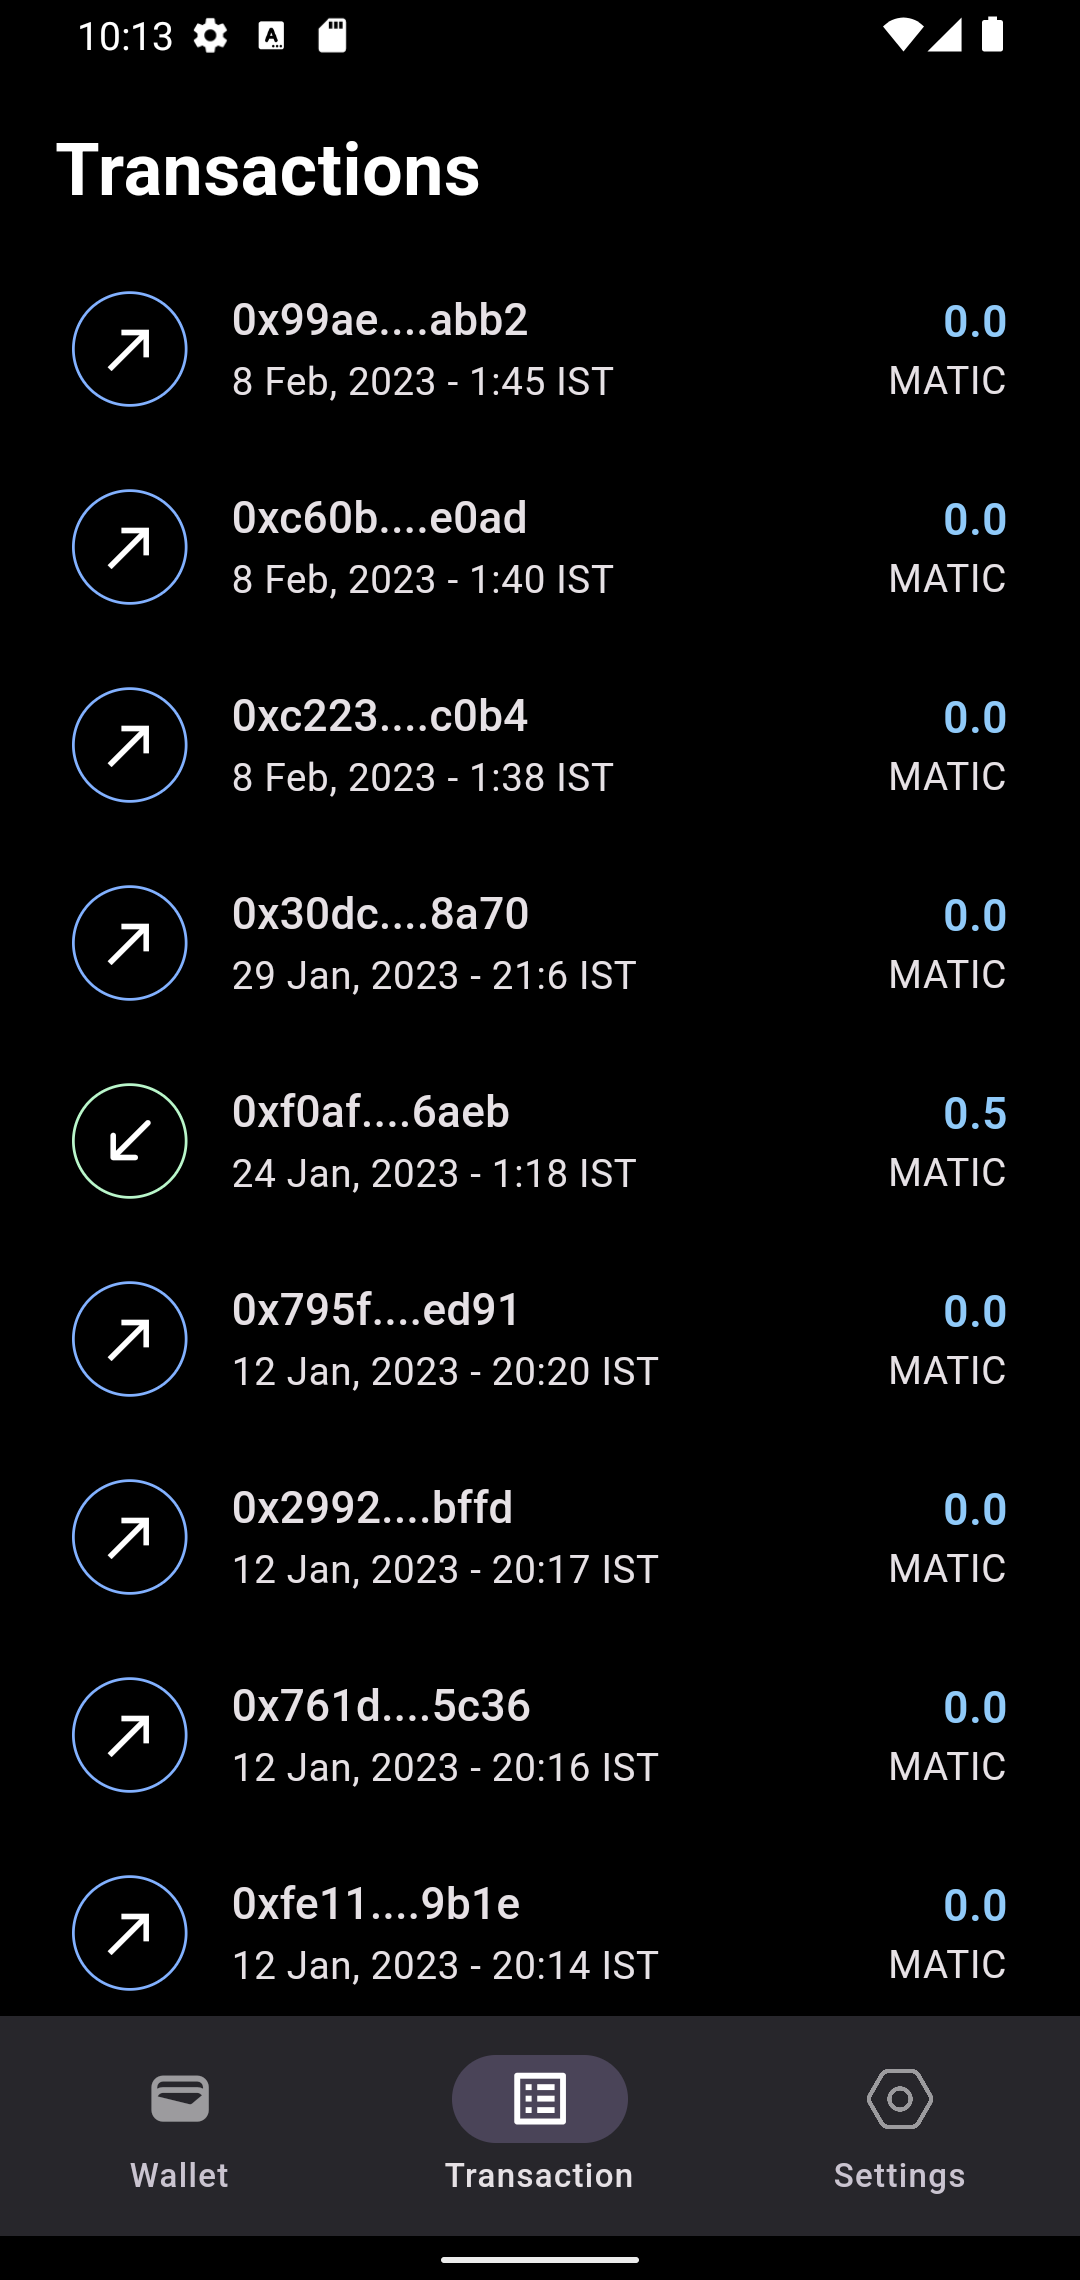 10:13
Transactions
0x99ae....abb2
0.0
8 Feb, 2023 - 1:45 IST
MATIC
0xc60b....e0ad
0.0
8 Feb, 2023 - 1:40 IST
MATIC
0xc223....c0b4
0.0
8 Feb, 2023 - 1:38 IST
MATIC
0x30dc....8a70
0.0
29 Jan, 2023 - 21:6 IST
MATIC
0xf0af....6aeb
0.5
24 Jan, 2023 - 1:18 IST
MATIC
0x795f....ed91
0.0
12 Jan, 2023 - 20:20 IST
MATIC
0x2992....bffd
0.0
12 Jan, 2023 - 20:17 IST
MATIC
0x761d....5c36
0.0
12 Jan, 2023 - 20:16 IST
MATIC
0xfe11....9b1e
0.0
12 Jan, 2023 - 20:14 IST
MATIC
Wallet
Transaction
Settings